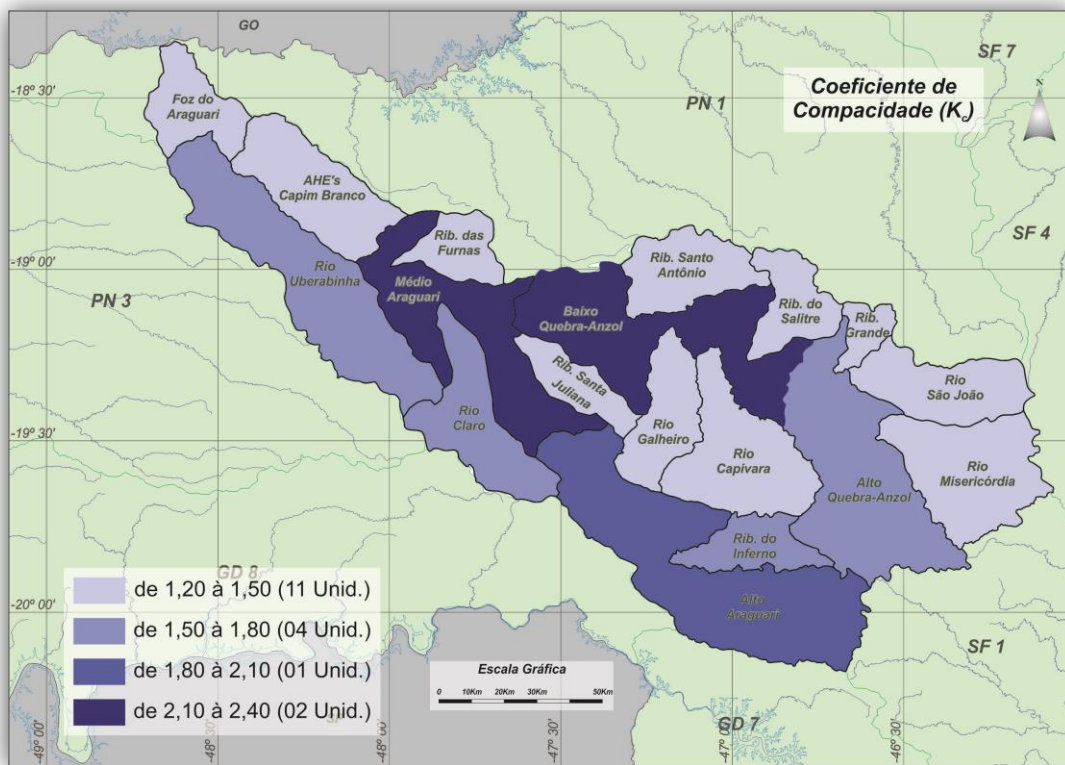 GO
SF 7
-18º 30'
Foz do
Araguari
PN 1
Coeficiente de
Compacidade (Kc)
N
AHE's
Capim Branco
SF 4
Rib. das
Furnas
Rib. Santo
Antônio
-19º 00'
Rio
Uberabinha
PN 3
Médio
Araguari
Baixo
Quebra-Anzol
Rib. do
Salitre
Rib.
Grande
Rib. Santa
Juliana
Rio
São João
-19º 30'
Rio
Claro
Rio
Galheiro
Rio
Capivara
Alto
Quebra-Anzol
Rio
Misericórdia
Rib. do
Inferno
GD 8
-20º 00'
Alto
Araguari
SF 1
de 1,20 à 1,50 (11 Unid.)
de 1,50 à 1,80 (04 Unid.)
de 1,80 à 2,10 (01 Unid.)
de 2,10 à 2,40 (02 Unid.)
Escala Gráfica
0 10Km 20Km 30Km 50Km
SP
GD 7
-49º 00'
-48º 30'
-48º 00'
-47º 30'
-47º 00'
-46º 30'